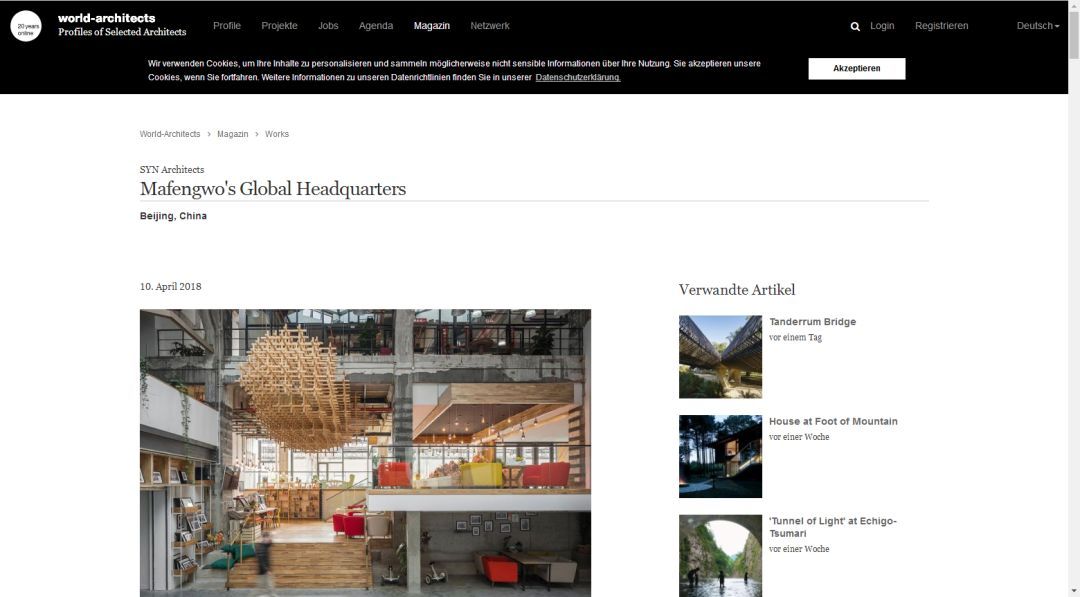 20 years
online
world-architects
Profiles of Selected Architects
Profile
Projekte
Jobs
Agenda
Magazin
Netzwerk
Login
Registrieren
Deutsch
Wir verwenden Cookies, um Ihre Inhalte zu personalisieren und sammeln möglicherweise nicht sensible Informationen über Ihre Nutzung. Sie akzeptieren unsere
Cookies, wenn Sie fortfahren. Weitere Informationen zu unseren Datenrichtlinien finden Sie in unserer Datenschutzerklärung.
Akzeptieren
World-Architects > Magazin > Works
SYN Architects
Mafengwo's Global Headquarters
Beijing, China
10. April 2018
Verwandte Artikel
Tanderrum Bridge
vor einem Tag
House at Foot of Mountain
vor einer Woche
'Tunnel of Light' at Echigo-
Tsumari
vor einer Woche